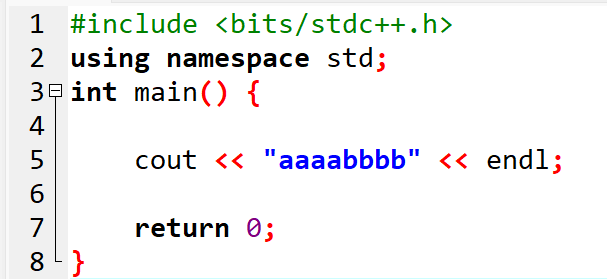 1 #include <bits/stdc++.h>
2 using namespace std;
3 int main() {
4
5 cout << "aaaabbbb" << endl;
6
7 return 0;
8 }